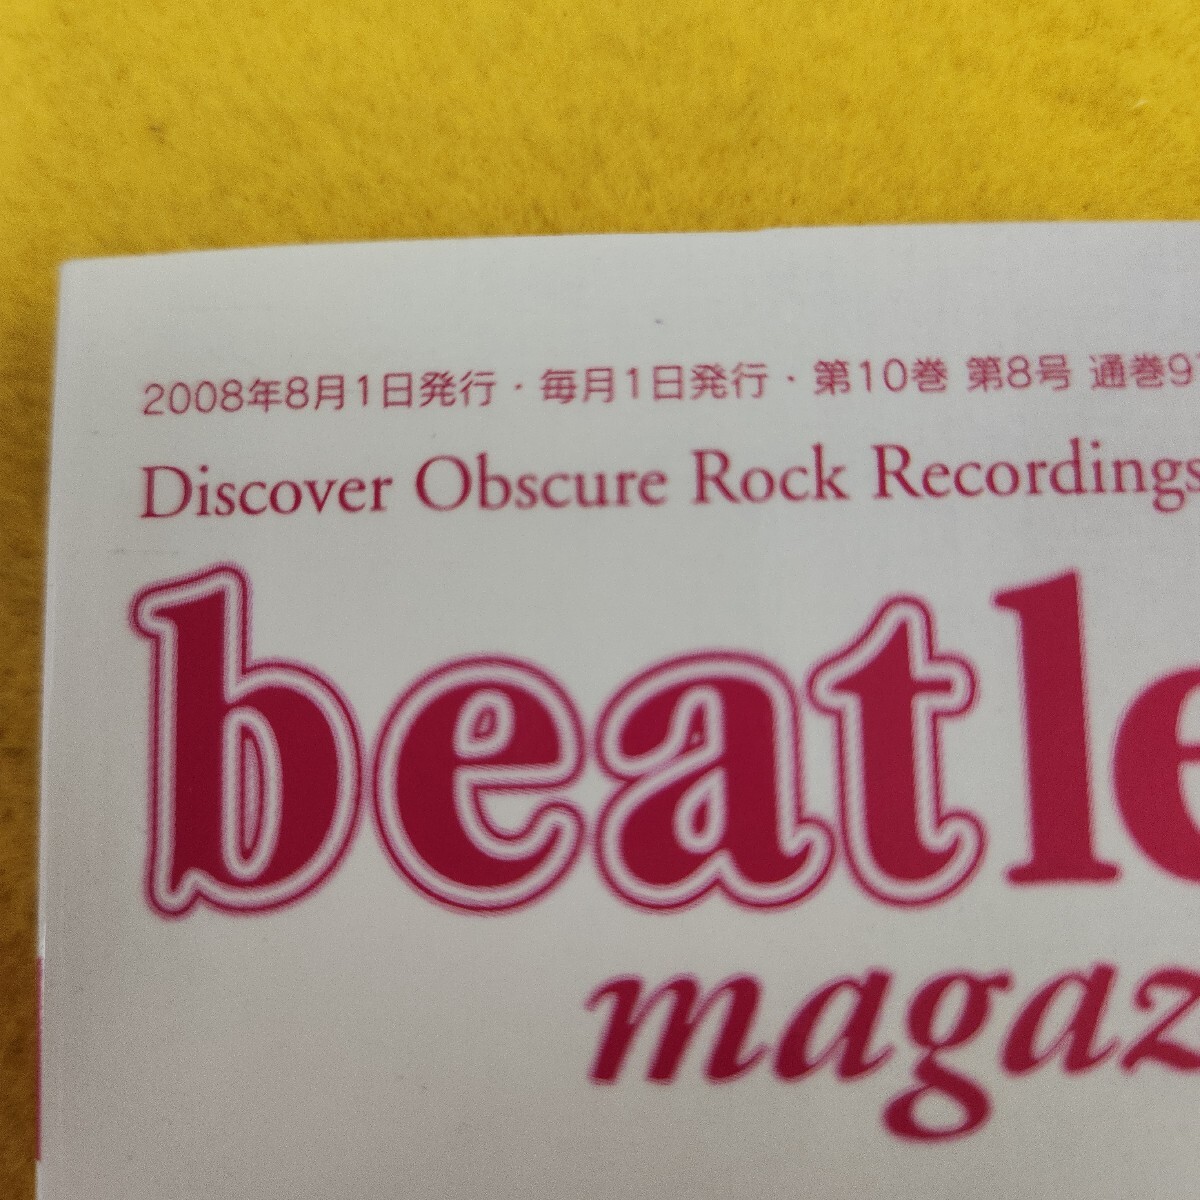 2008年8月1日発行・毎月1日発行・第10巻 第8号 通巻9
Discover Obscure Rock Recordings
beatle
magaz